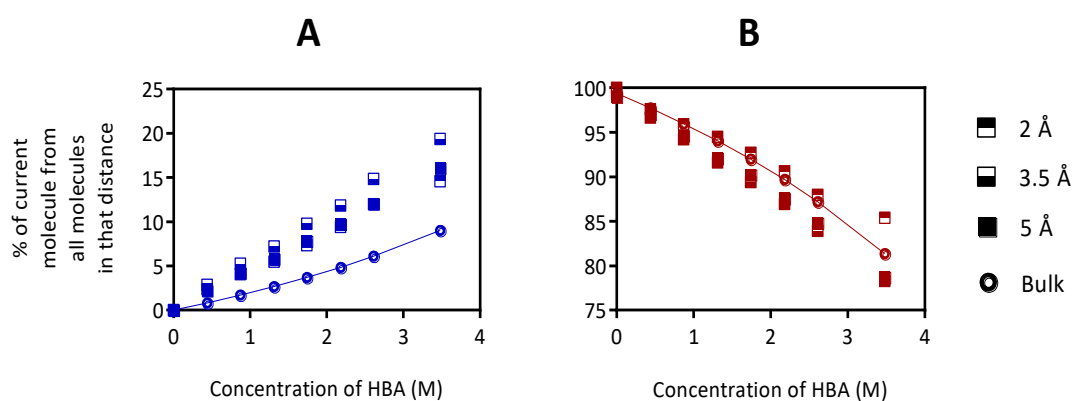 A
B
% of current
molecule from
all molecules
in that distance
25
20
15
10
5
0
0
1
2
3
4
Concentration of HBA (M)
100
95
90
85
80
75
0
1
2
3
4
Concentration of HBA (M)
2 Å
3.5 Å
5 Å
Bulk